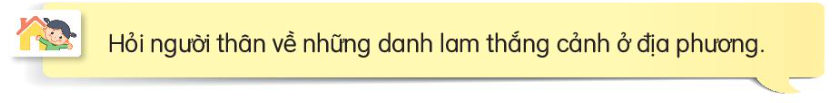 Hỏi người thân về những danh lam thắng cảnh ở địa phương.